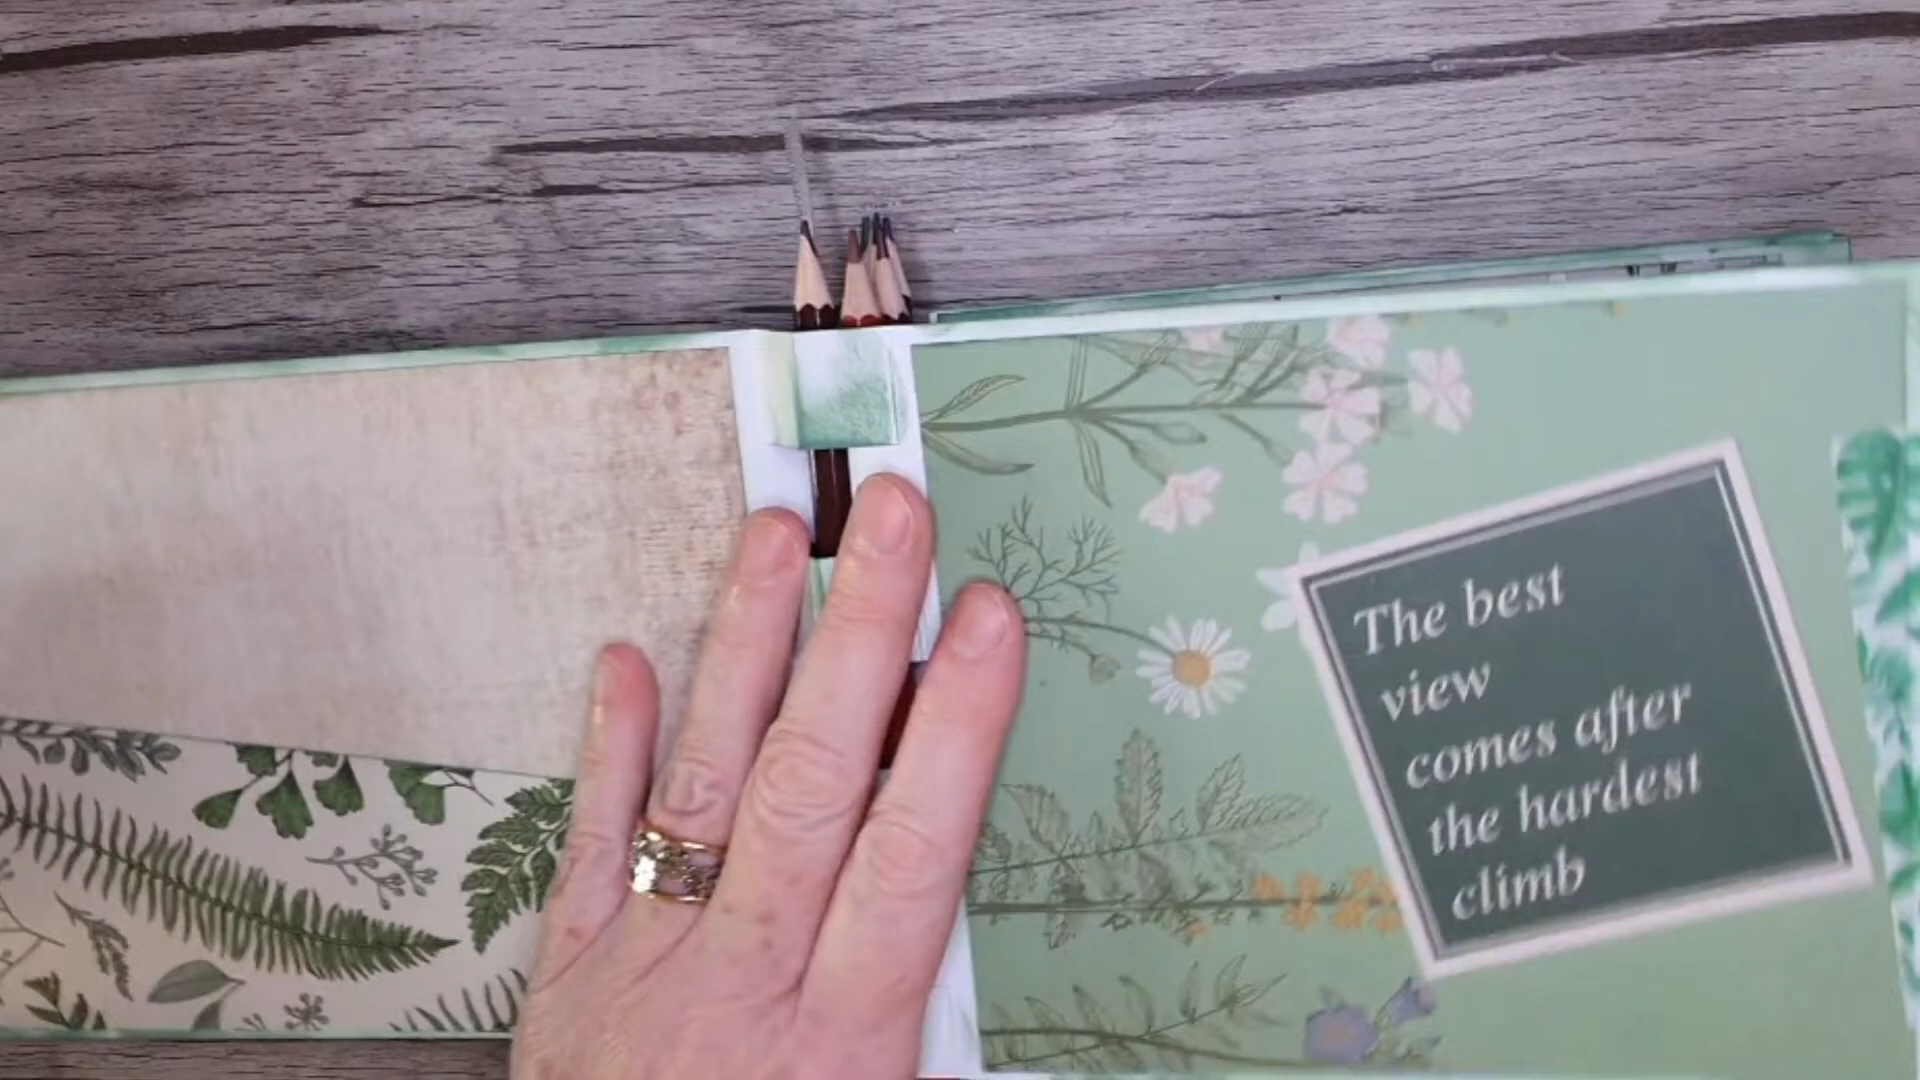 The best
view
comes after
the hardest
climb